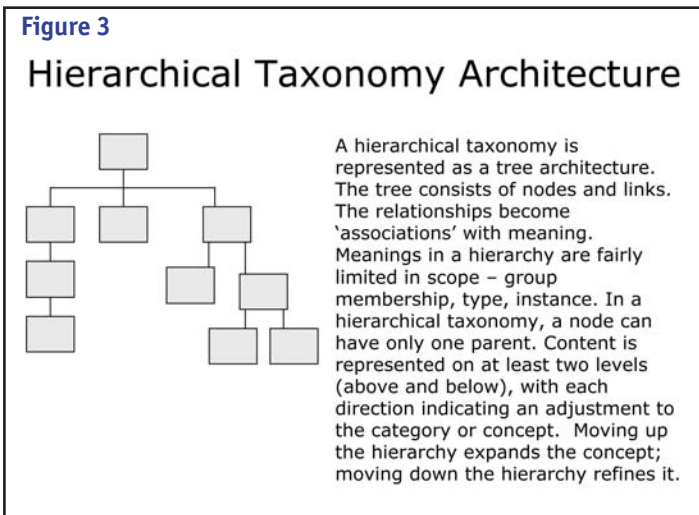 Figure 3
Hierarchical Taxonomy Architecture
A hierarchical taxonomy is
represented as a tree architecture.
The tree consists of nodes and links.
The relationships become
‘associations’ with meaning.
Meanings in a hierarchy are fairly
limited in scope – group
membership, type, instance. In a
hierarchical taxonomy, a node can
have only one parent. Content is
represented on at least two levels
(above and below), with each
direction indicating an adjustment to
the category or concept.  Moving up
the hierarchy expands the concept;
moving down the hierarchy refines it.